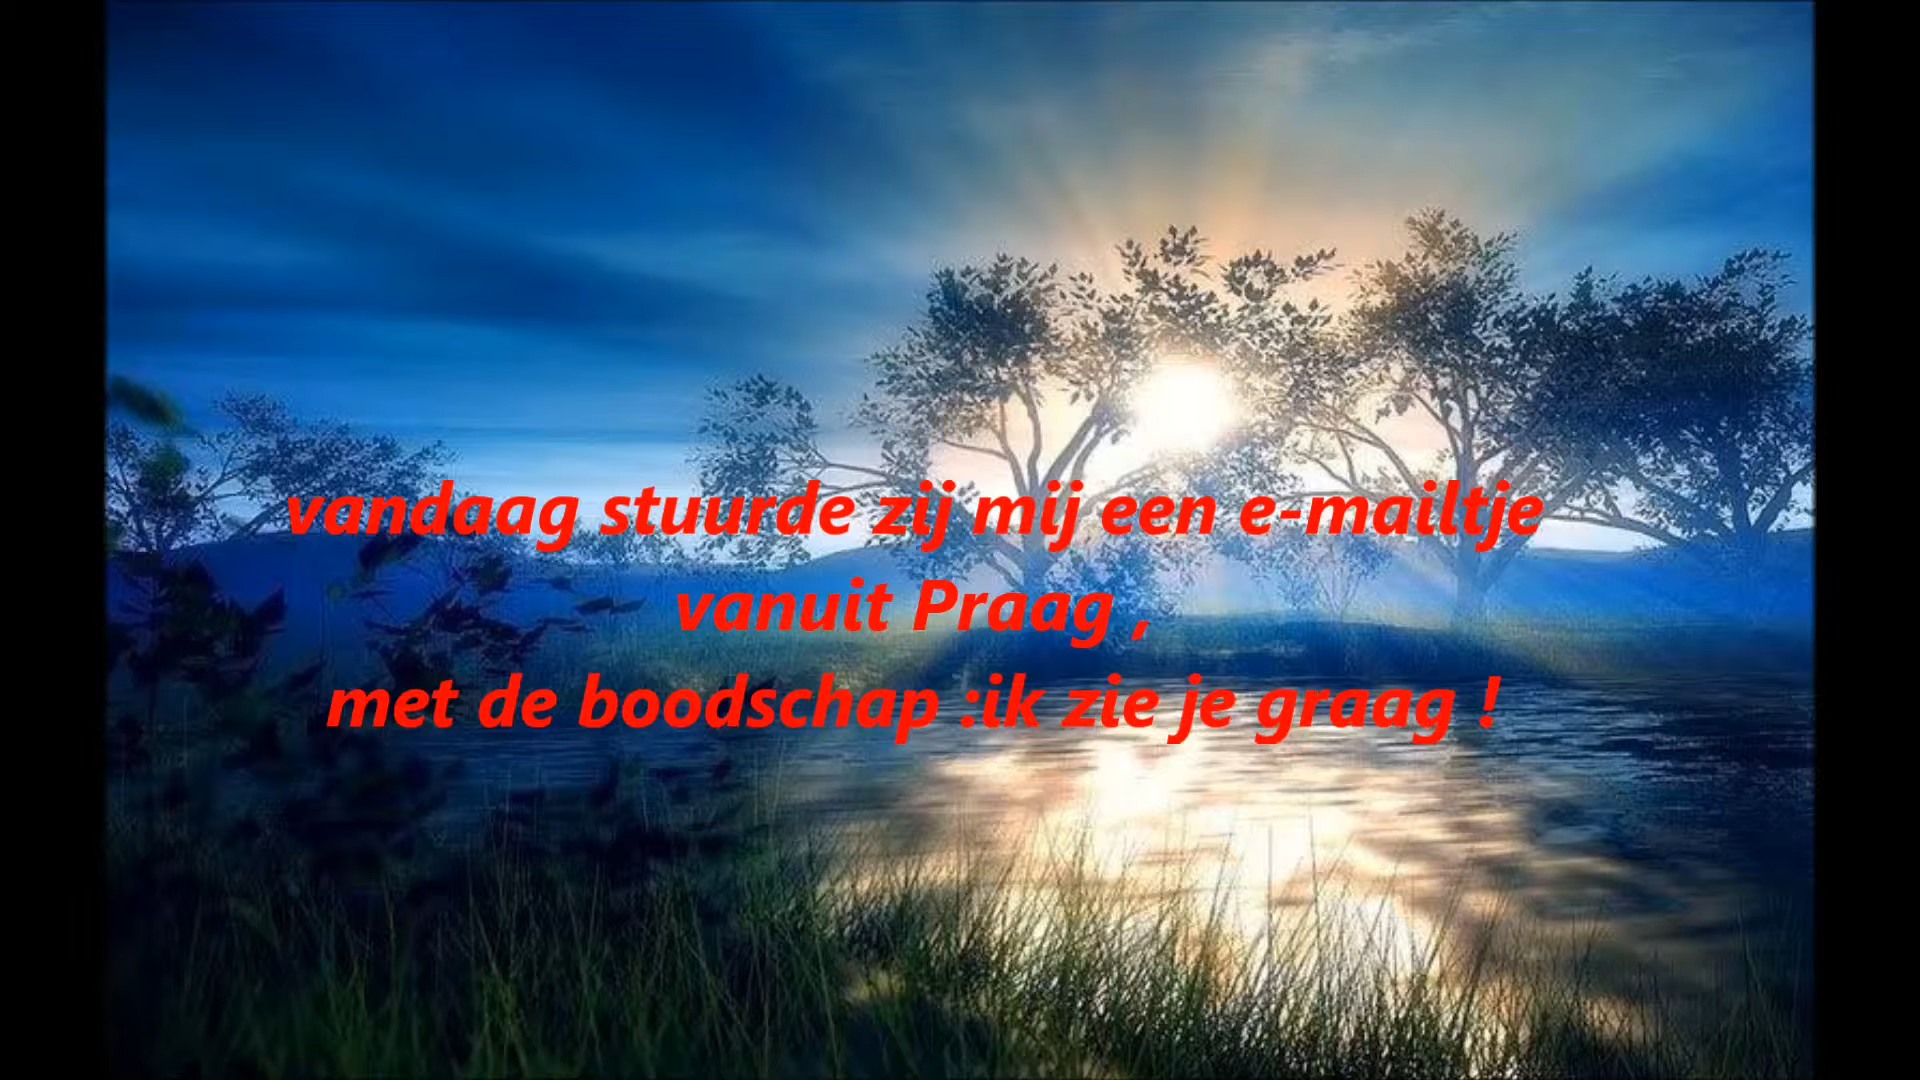 vandaag stuurde zij mij een e-mailtje
vanuit Praag ,
met de boodschap :ik zie je graag !